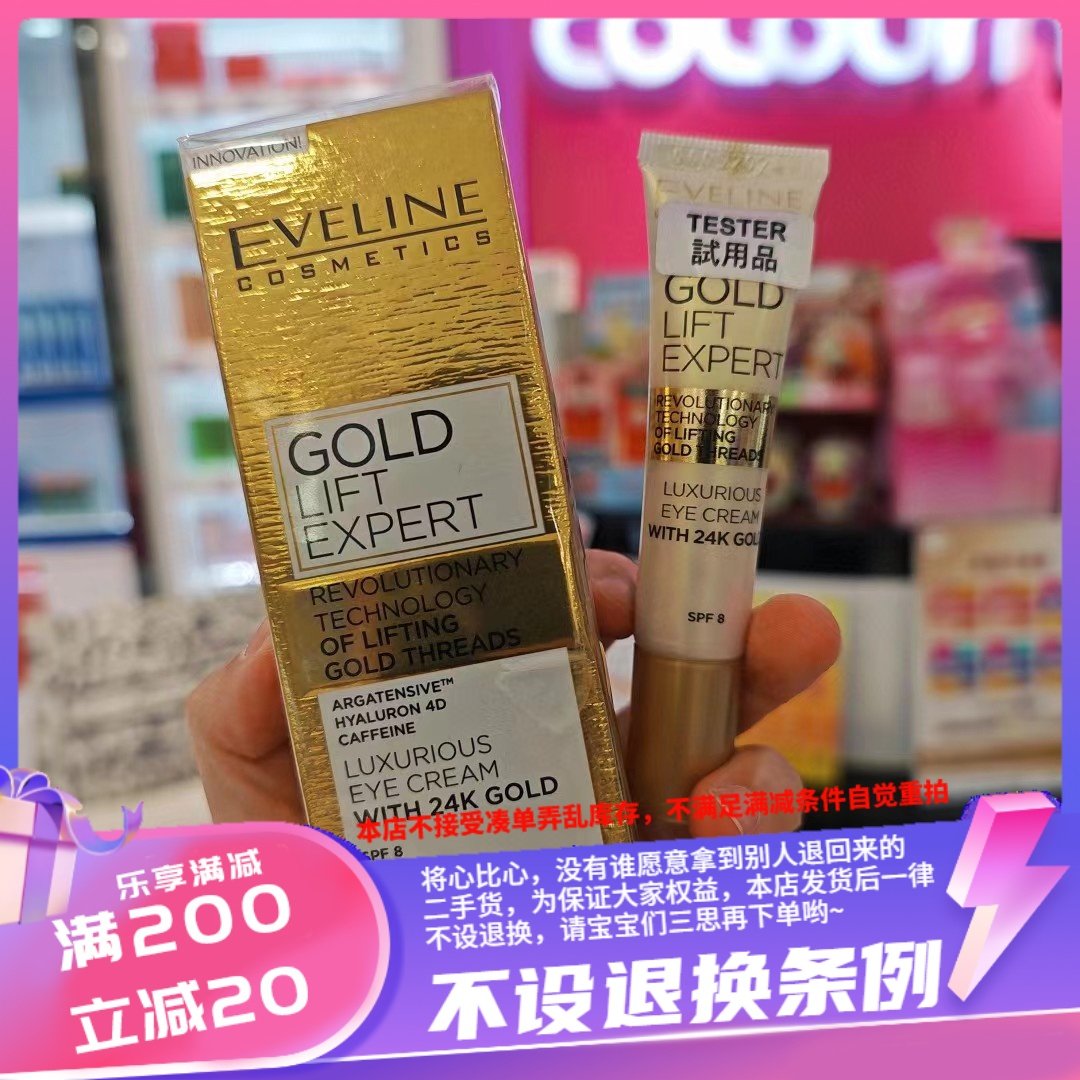 INNOVATION!
EVELINE
COSMETICS
GOLD
LIFT
EXPERT
REVOLUTIONARY
TECHNOLOGY
OF LIFTING
GOLD THREADS
ARGATENSIVE™
HYALURON 4D
CAFFEINE
LUXURIOUS
EYE CREAM
WITH 24K GOLD
SPF 8
EVELINE
TESTER
試用品
GOLD
LIFT
EXPERT
REVOLUTIONARY
TECHNOLOGY
OF LIFTING
GOLD THREADS
LUXURIOUS
EYE CREAM
WITH 24K GOLD
SPF 8
本店不接受凑单弄乱库存，不满足满减条件自觉重拍
乐享满减
满200
立减20
将心比心，没有谁愿意拿到别人退回来的
二手货，为保证大家权益，本店发货后一律
不设退换，请宝宝们三思再下单哟~
不设退换条例